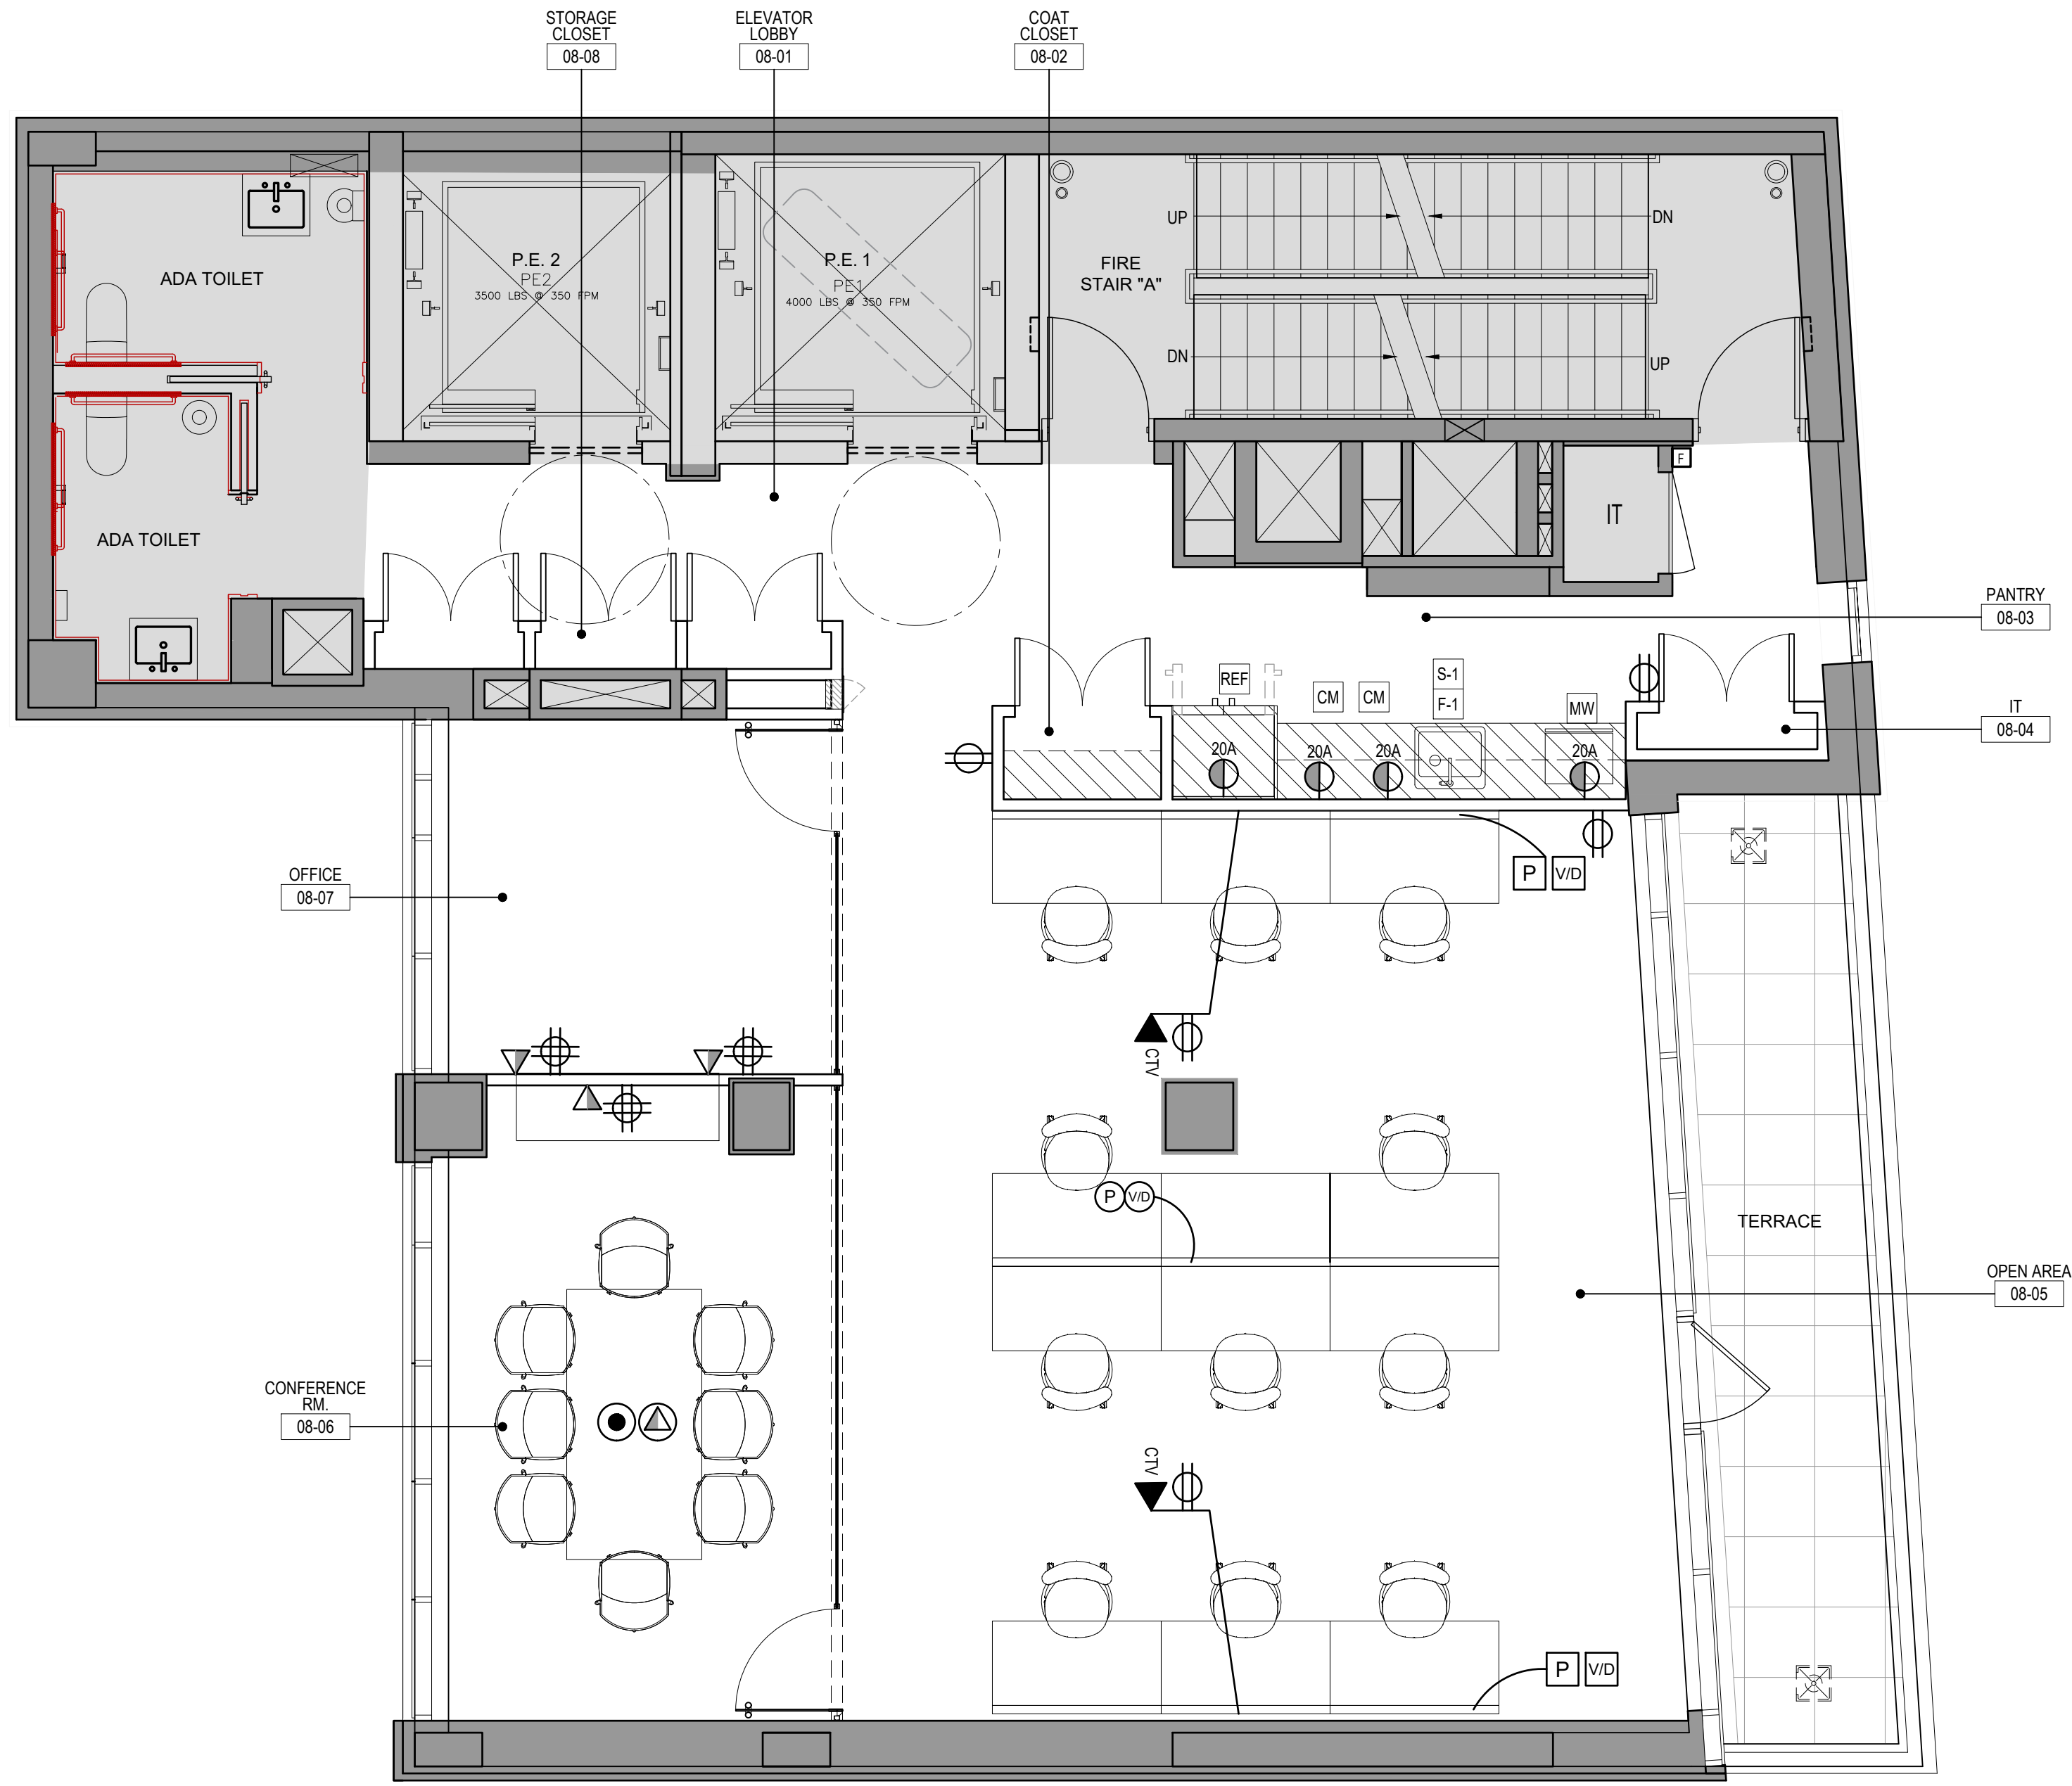 STORAGE
CLOSET
08-08
ELEVATOR
LOBBY
08-01
COAT
CLOSET
08-02
ADA TOILET
P.E. 2
PE2
3500 LBS @ 350 FPM
P.E. 1
PE1
4000 LBS @ 350 FPM
FIRE
STAIR "A"
UP
DN
DN
UP
F
IT
ADA TOILET
PANTRY
08-03
REF
CM
CM
S-1
F-1
MW
IT
08-04
20A
20A
20A
20A
OFFICE
08-07
P
V/D
CTV
P
V/D
TERRACE
OPEN AREA
08-05
CONFERENCE
RM.
08-06
CTV
P
V/D